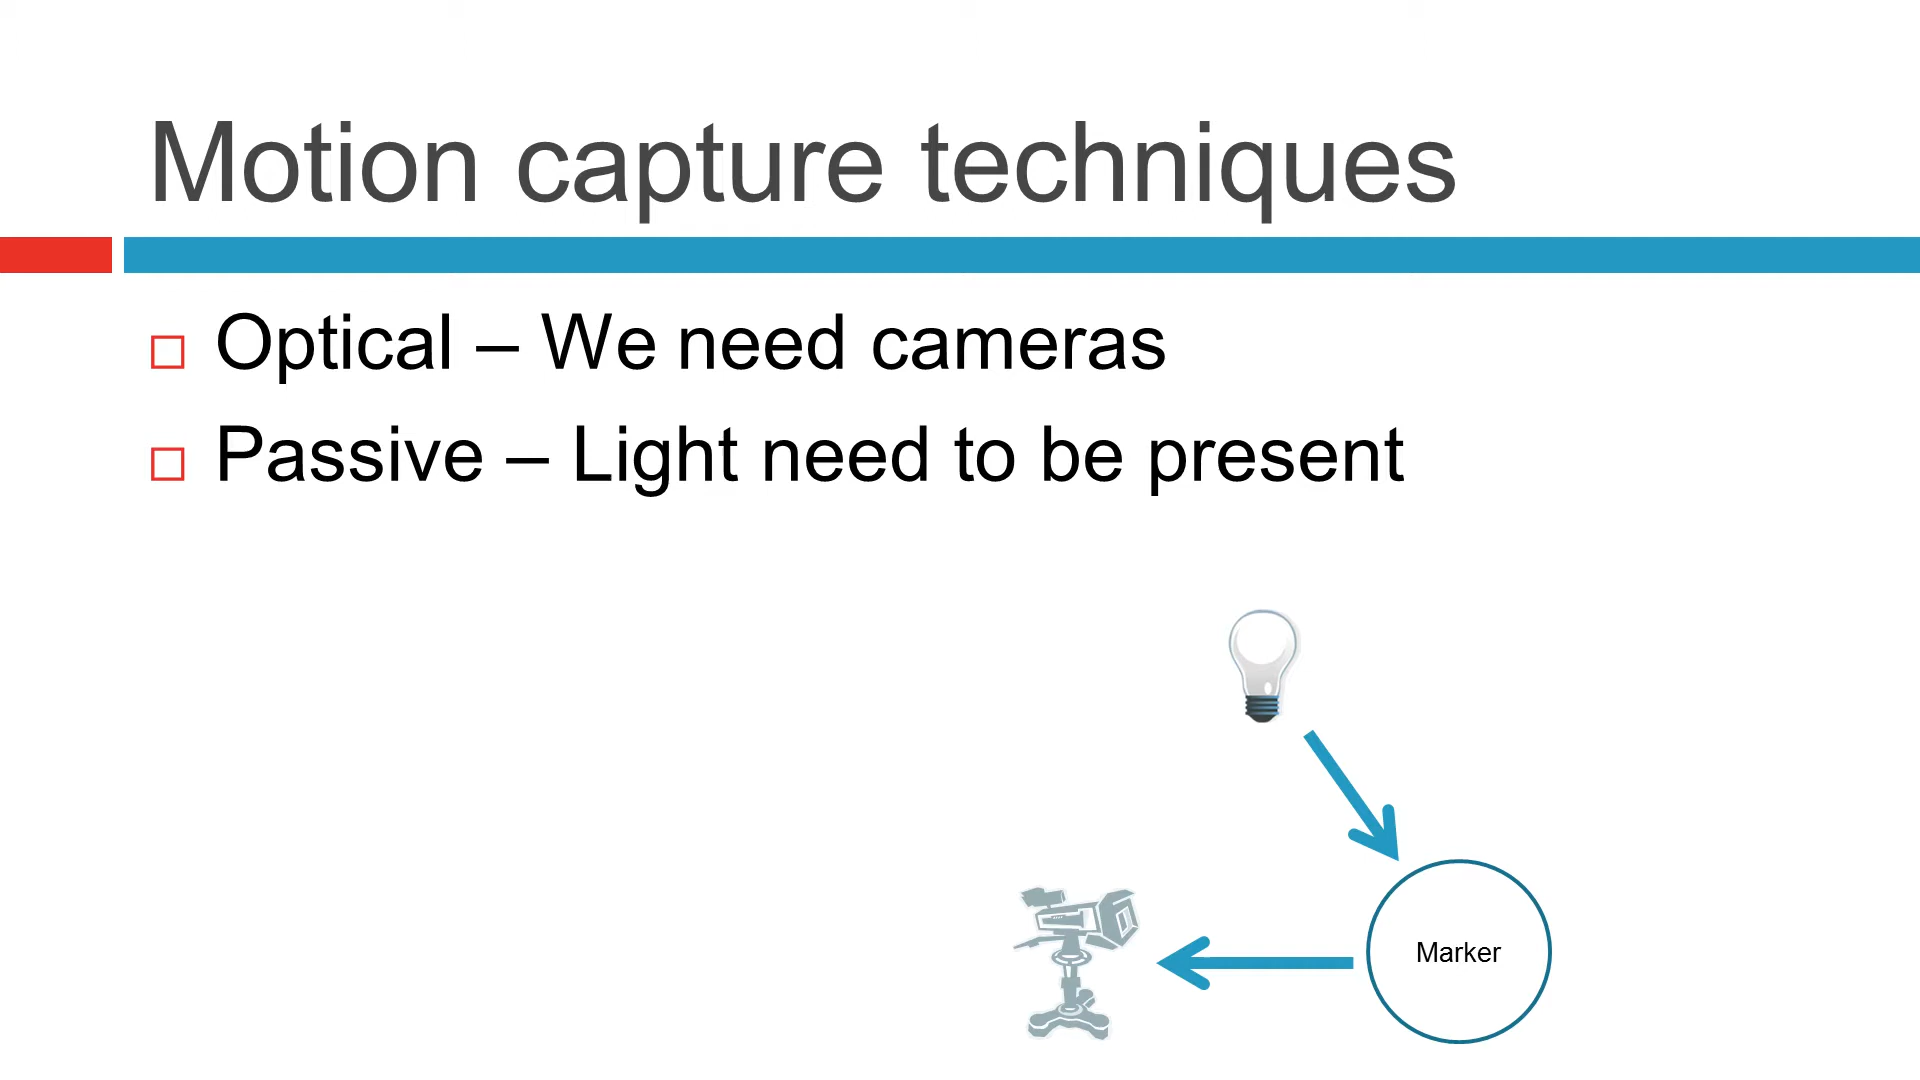 Motion capture techniques
Optical – We need cameras
Passive – Light need to be present
Marker